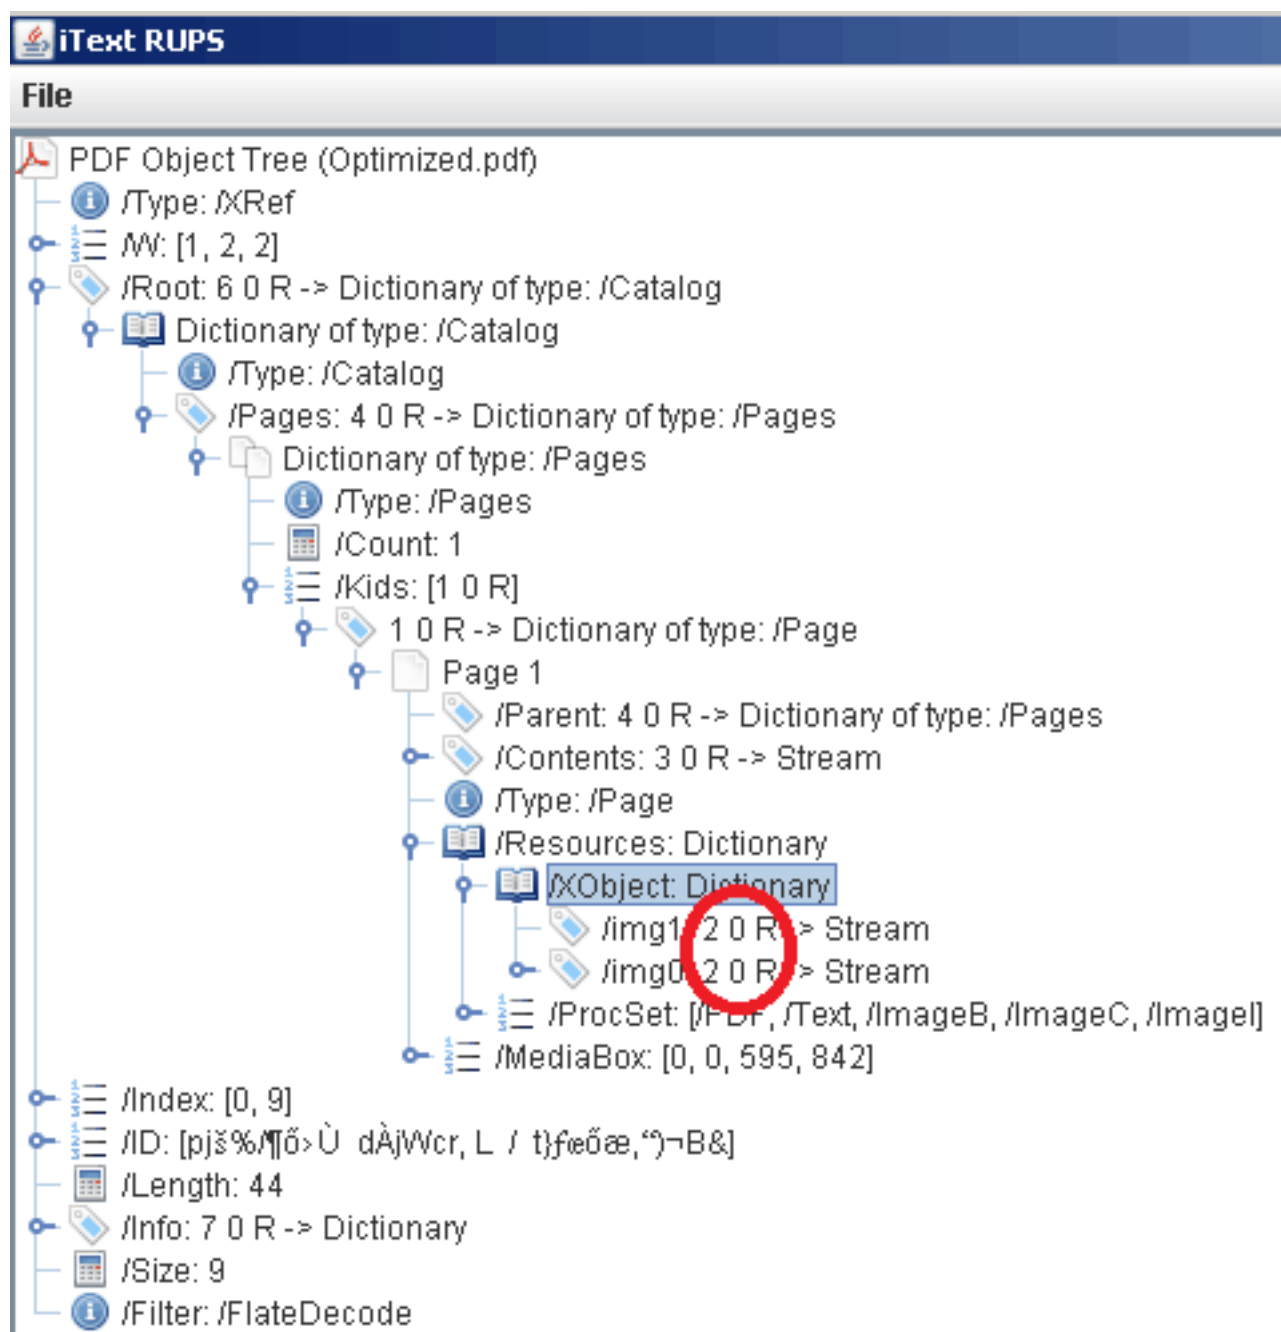 iText RUPS
File
PDF Object Tree (Optimized.pdf)
/Type: /XRef
/W: [1, 2, 2]
/Root: 6 0 R -> Dictionary of type: /Catalog
Dictionary of type: /Catalog
/Type: /Catalog
/Pages: 4 0 R -> Dictionary of type: /Pages
Dictionary of type: /Pages
/Type: /Pages
/Count: 1
/Kids: [1 0 R]
1 0 R -> Dictionary of type: /Page
Page 1
/Parent: 4 0 R -> Dictionary of type: /Pages
/Contents: 3 0 R -> Stream
/Type: /Page
/Resources: Dictionary
/XObject: Dictionary
/img1: 2 0 R -> Stream
/img0: 2 0 R -> Stream
/ProcSet: [/PDF, /Text, /ImageB, /ImageC, /ImageI]
/MediaBox: [0, 0, 595, 842]
/Index: [0, 9]
/ID:
/Length: 44
/Info: 7 0 R -> Dictionary
/Size: 9
/Filter: /FlateDecode